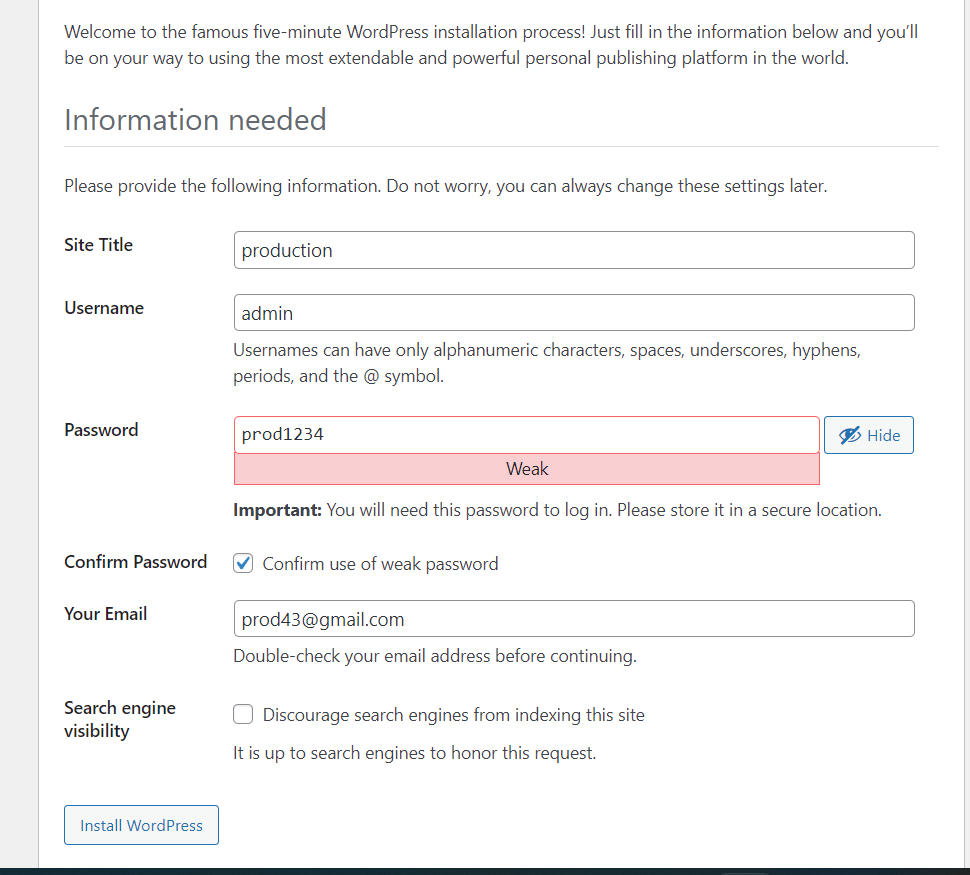 Welcome to the famous five-minute WordPress installation process! Just fill in the information below and you’ll
be on your way to using the most extendable and powerful personal publishing platform in the world.
Information needed
Please provide the following information. Do not worry, you can always change these settings later.
Site Title
production
Username
admin
Usernames can have only alphanumeric characters, spaces, underscores, hyphens,
periods, and the @ symbol.
Password
prod1234
Hide
Weak
Important: You will need this password to log in. Please store it in a secure location.
Confirm Password
Confirm use of weak password
Your Email
prod43@gmail.com
Double-check your email address before continuing.
Search engine
visibility
Discourage search engines from indexing this site
It is up to search engines to honor this request.
Install WordPress